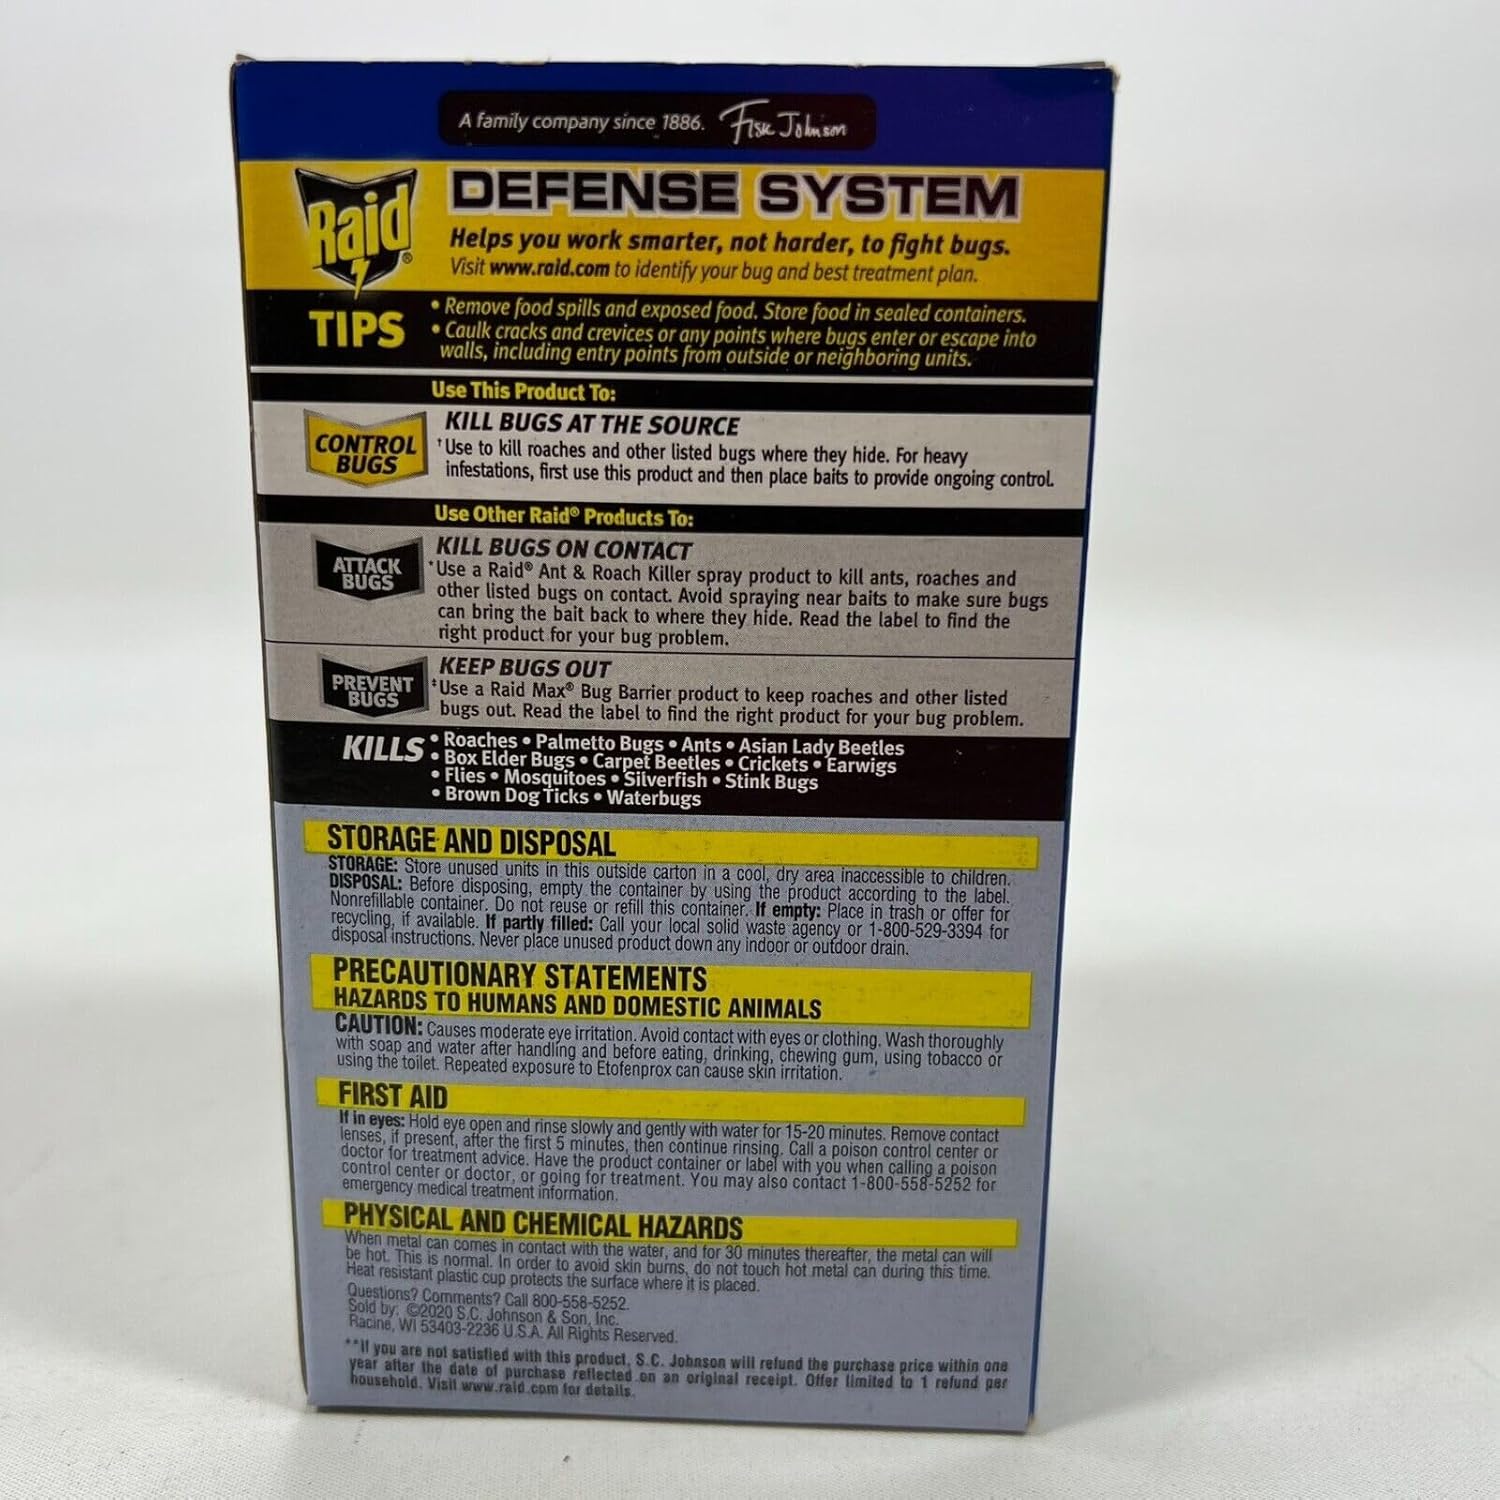 A family company since 1886. Fisk Johnson
Raid®
DEFENSE SYSTEM
Helps you work smarter, not harder, to fight bugs.
Visit www.raid.com to identify your bug and best treatment plan.
TIPS
• Remove food spills and exposed food. Store food in sealed containers.
• Caulk cracks and crevices or any points where bugs enter or escape into
walls, including entry points from outside or neighboring units.
Use This Product To:
CONTROL
BUGS
KILL BUGS AT THE SOURCE
†Use to kill roaches and other listed bugs where they hide. For heavy
infestations, first use this product and then place baits to provide ongoing control.
Use Other Raid® Products To:
ATTACK
BUGS
KILL BUGS ON CONTACT
*Use a Raid® Ant & Roach Killer spray product to kill ants, roaches and
other listed bugs on contact. Avoid spraying near baits to make sure bugs
can bring the bait back to where they hide. Read the label to find the
right product for your bug problem.
PREVENT
BUGS
KEEP BUGS OUT
‡Use a Raid Max® Bug Barrier product to keep roaches and other listed
bugs out. Read the label to find the right product for your bug problem.
KILLS
• Roaches • Palmetto Bugs • Ants • Asian Lady Beetles
• Box Elder Bugs • Carpet Beetles • Crickets • Earwigs
• Flies • Mosquitoes • Silverfish • Stink Bugs
• Brown Dog Ticks • Waterbugs
STORAGE AND DISPOSAL
STORAGE: Store unused units in this outside carton in a cool, dry area inaccessible to children.
DISPOSAL: Before disposing, empty the container by using the product according to the label.
Nonrefillable container. Do not reuse or refill this container. If empty: Place in trash or offer for
recycling, if available. If partly filled: Call your local solid waste agency or 1-800-529-3394 for
disposal instructions. Never place unused product down any indoor or outdoor drain.
PRECAUTIONARY STATEMENTS
HAZARDS TO HUMANS AND DOMESTIC ANIMALS
CAUTION: Causes moderate eye irritation. Avoid contact with eyes or clothing. Wash thoroughly
with soap and water after handling and before eating, drinking, chewing gum, using tobacco or
using the toilet. Repeated exposure to Etofenprox can cause skin irritation.
FIRST AID
If in eyes: Hold eye open and rinse slowly and gently with water for 15-20 minutes. Remove contact
lenses, if present, after the first 5 minutes, then continue rinsing. Call a poison control center or
doctor for treatment advice. Have the product container or label with you when calling a poison
control center or doctor, or going for treatment. You may also contact 1-800-558-5252 for
emergency medical treatment information.
PHYSICAL AND CHEMICAL HAZARDS
When metal can comes in contact with the water, and for 30 minutes thereafter, the metal can will
be hot. This is normal. In order to avoid skin burns, do not touch hot metal can during this time.
Heat resistant plastic cup protects the surface where it is placed.
Questions? Comments? Call 800-558-5252.
Sold by: ©2020 S.C. Johnson & Son, Inc.
Racine, WI 53403-2236 U.S.A. All Rights Reserved.
**If you are not satisfied with this product, S.C. Johnson will refund the purchase price within one
year after the date of purchase reflected on an original receipt. Offer limited to 1 refund per
household. Visit www.raid.com for details.